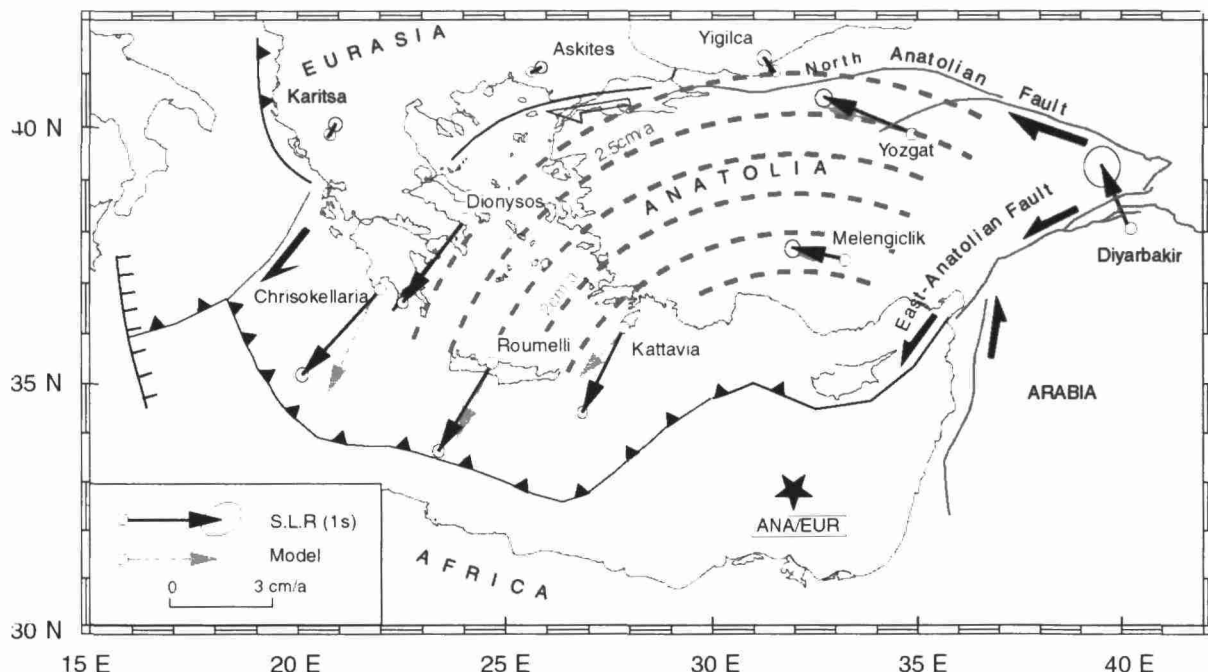 EURASIA
Askites
Yigilca
North Anatolian Fault
Karitsa
40 N
2.5cm/a
Yozgat
ANATOLIA
Dionysos
East-Anatolian Fault
Melengiclik
Diyarbakir
Chrisokellaria
Roumelli
Kattavia
35 N
ARABIA
ANA/EUR
S.L.R (1s)
Model
0 3 cm/a
AFRICA
30 N
15 E 20 E 25 E 30 E 35 E 40 E